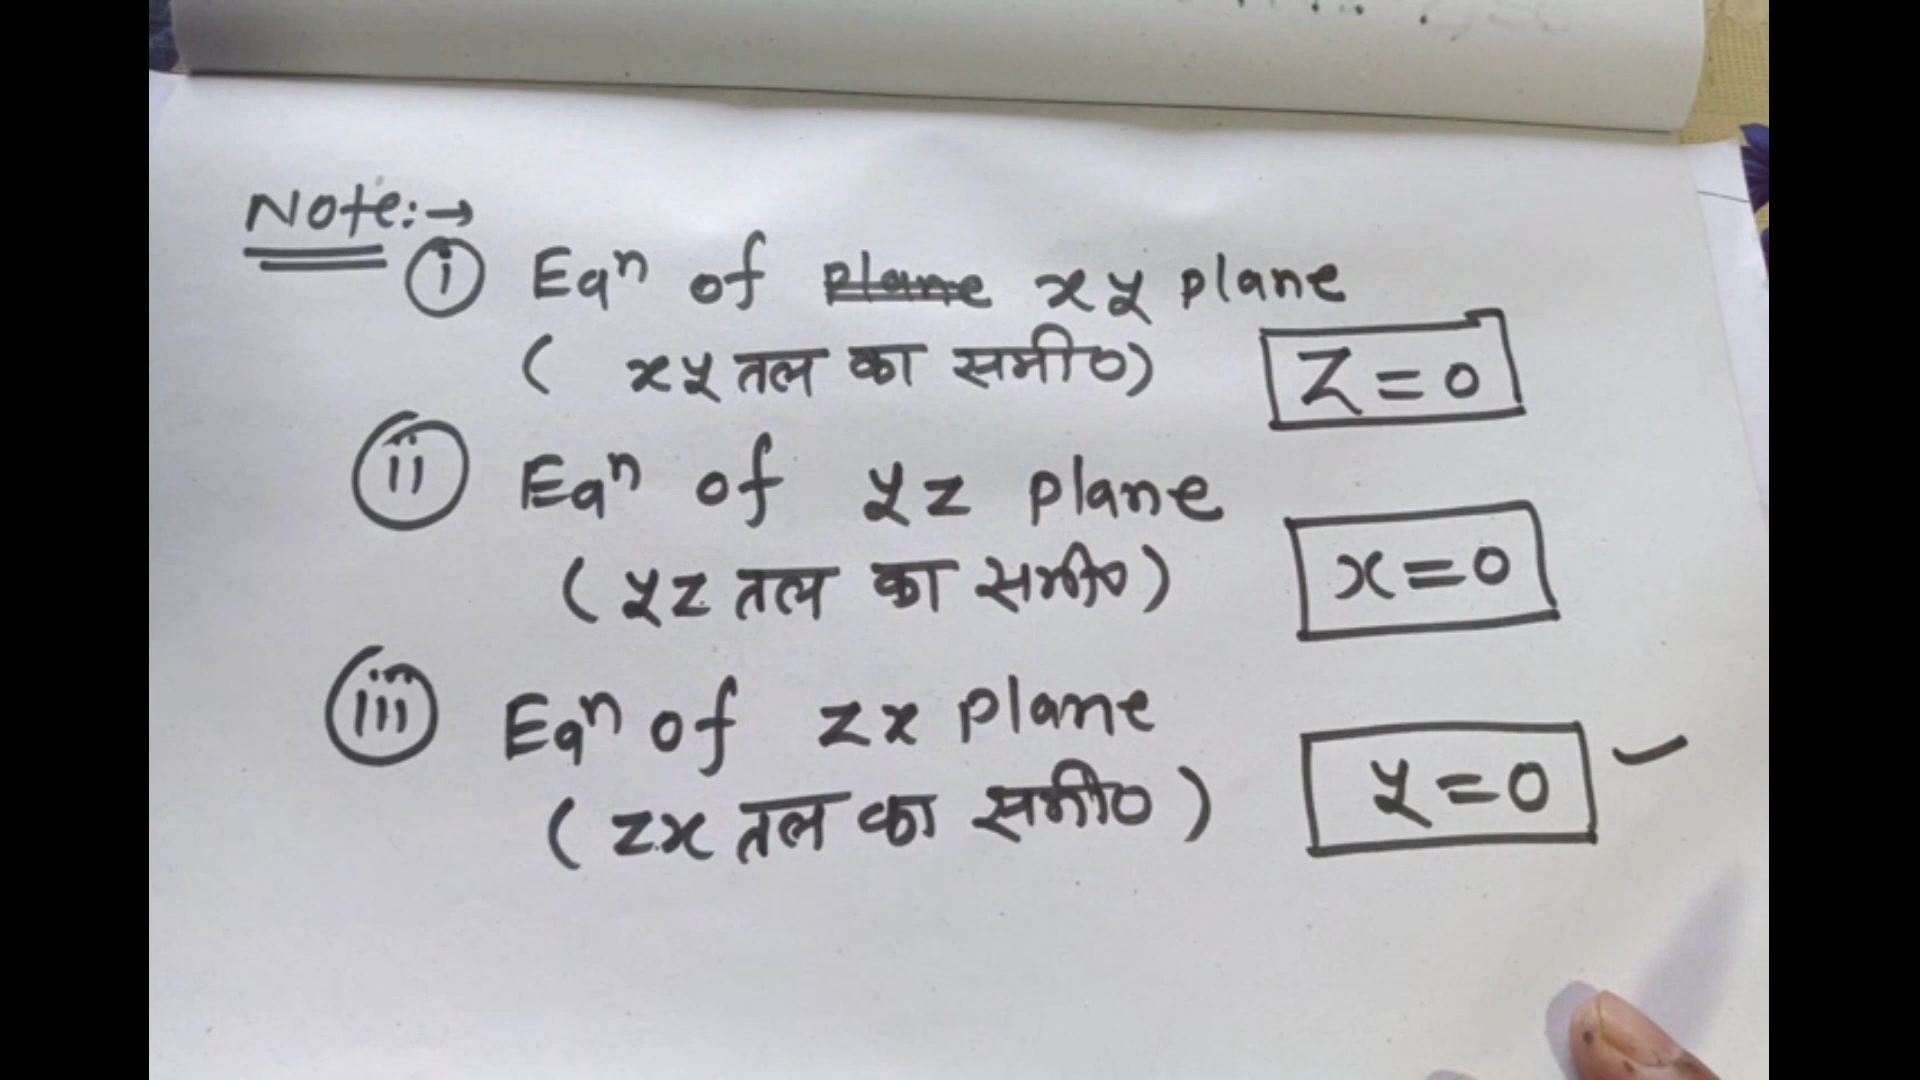 Note:→
(i) Eqⁿ of plane xy plane
( xy तल का समी०) Z=0
(ii) Eqⁿ of yz plane
( yz तल का समी०) x=0
(iii) Eqⁿ of zx plane
( zx तल का समी० ) y=0